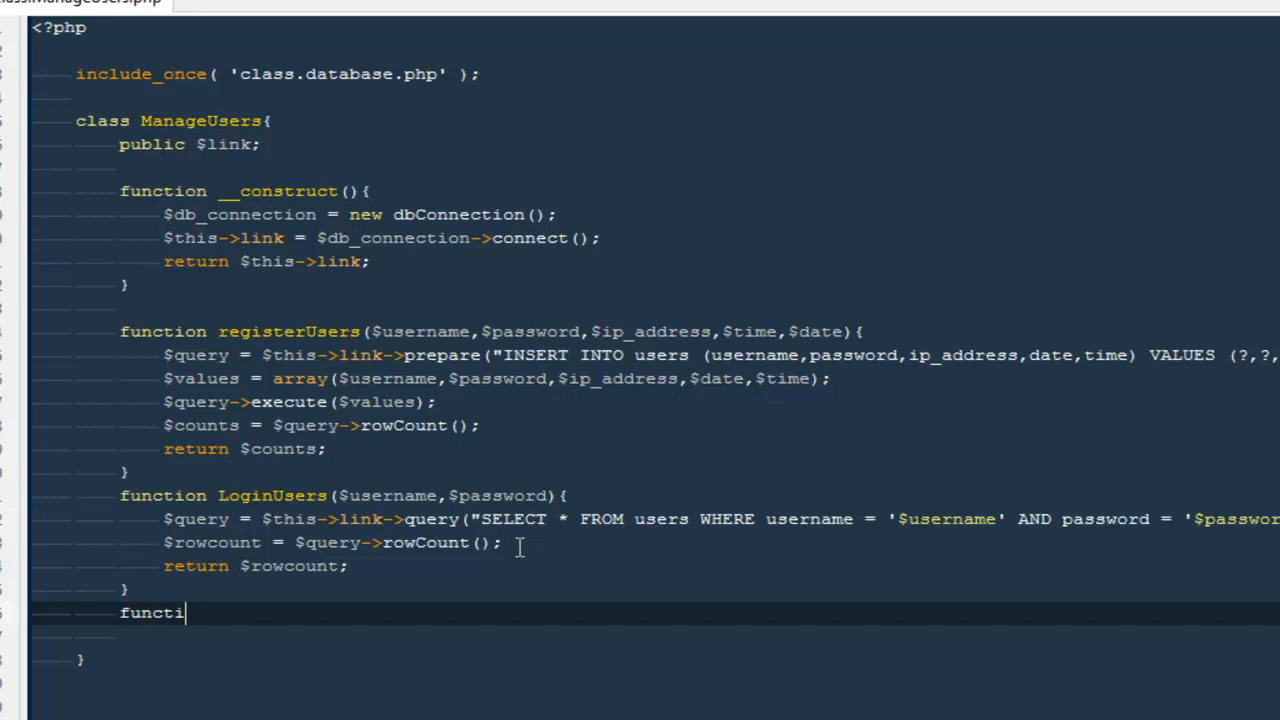 class.ManageUsers.php
<?php
include_once( 'class.database.php' );
class ManageUsers{
public $link;
function __construct(){
$db_connection = new dbConnection();
$this->link = $db_connection->connect();
return $this->link;
}
function registerUsers($username,$password,$ip_address,$time,$date){
$query = $this->link->prepare("INSERT INTO users (username,password,ip_address,date,time) VALUES (?,?,
$values = array($username,$password,$ip_address,$date,$time);
$query->execute($values);
$counts = $query->rowCount();
return $counts;
}
function LoginUsers($username,$password){
$query = $this->link->query("SELECT * FROM users WHERE username = '$username' AND password = '$passwor
$rowcount = $query->rowCount();
return $rowcount;
}
functi
}